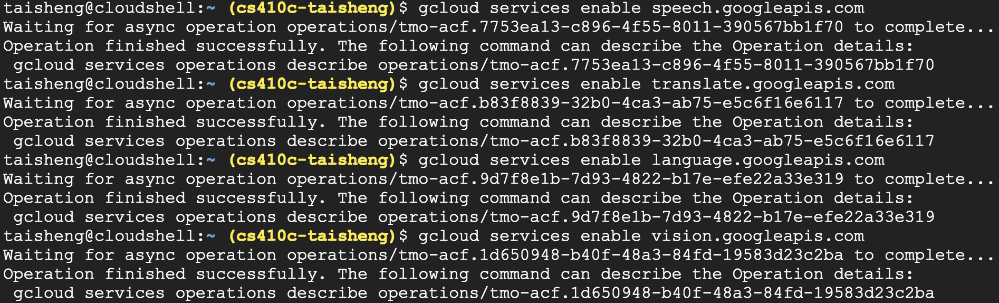 taisheng@cloudshell:~ (cs410c-taisheng)$ gcloud services enable speech.googleapis.com
Waiting for async operation operations/tmo-acf.7753ea13-c896-4f55-8011-390567bb1f70 to complete...
Operation finished successfully. The following command can describe the Operation details:
 gcloud services operations describe operations/tmo-acf.7753ea13-c896-4f55-8011-390567bb1f70
taisheng@cloudshell:~ (cs410c-taisheng)$ gcloud services enable translate.googleapis.com
Waiting for async operation operations/tmo-acf.b83f8839-32b0-4ca3-ab75-e5c6f16e6117 to complete...
Operation finished successfully. The following command can describe the Operation details:
 gcloud services operations describe operations/tmo-acf.b83f8839-32b0-4ca3-ab75-e5c6f16e6117
taisheng@cloudshell:~ (cs410c-taisheng)$ gcloud services enable language.googleapis.com
Waiting for async operation operations/tmo-acf.9d7f8e1b-7d93-4822-b17e-efe22a33e319 to complete...
Operation finished successfully. The following command can describe the Operation details:
 gcloud services operations describe operations/tmo-acf.9d7f8e1b-7d93-4822-b17e-efe22a33e319
taisheng@cloudshell:~ (cs410c-taisheng)$ gcloud services enable vision.googleapis.com
Waiting for async operation operations/tmo-acf.1d650948-b40f-48a3-84fd-19583d23c2ba to complete...
Operation finished successfully. The following command can describe the Operation details:
 gcloud services operations describe operations/tmo-acf.1d650948-b40f-48a3-84fd-19583d23c2ba